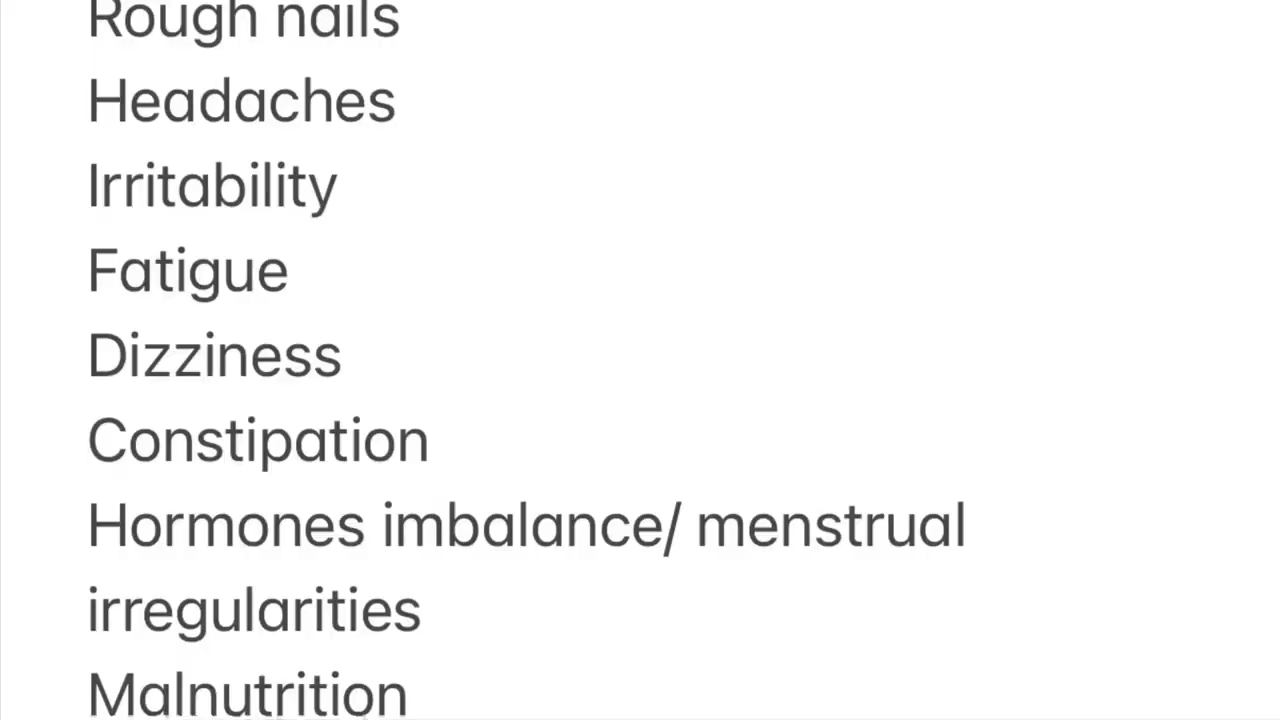 Rough nails
Headaches
Irritability
Fatigue
Dizziness
Constipation
Hormones imbalance/ menstrual
irregularities
Malnutrition